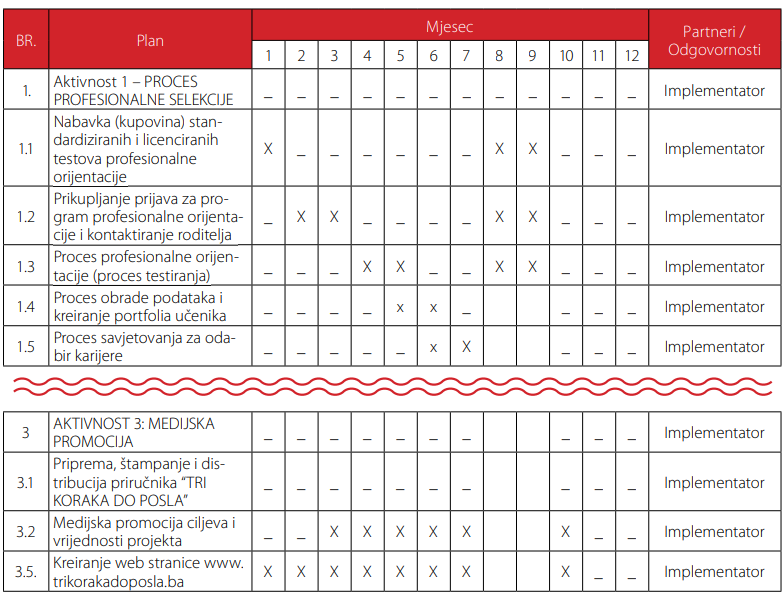 BR. Plan Mjesec Partneri /
Odgovornosti
1 2 3 4 5 6 7 8 9 10 11 12
1. Aktivnost 1 – PROCES
PROFESIONALNE SELEKCIJE _ _ _ _ _ _ _ _ _ _ _ _ Implementator
1.1 Nabavka (kupovina) stan-
dardiziranih i licenciranih
testova profesionalne
orijentacije X _ _ _ _ _ _ X X _ _ _ Implementator
1.2 Prikupljanje prijava za pro-
gram profesionalne orijenta-
cije i kontaktiranje roditelja _ X X _ _ _ _ X X _ _ _ Implementator
1.3 Proces profesionalne orijen-
tacije (proces testiranja) _ _ _ X X _ _ X X _ _ _ Implementator
1.4 Proces obrade podataka i
kreiranje portfolia učenika _ _ _ _ x x _ _ _ _ Implementator
1.5 Proces savjetovanja za oda-
bir karijere _ _ _ _ _ x X _ _ _ Implementator
3 AKTIVNOST 3: MEDIJSKA
PROMOCIJA _ _ _ _ _ _ _ _ _ _ Implementator
3.1 Priprema, štampanje i dis-
tribucija priručnika “TRI
KORAKA DO POSLA” _ _ _ _ _ _ _ _ _ _ Implementator
3.2 Medijska promocija ciljeva i
vrijednosti projekta _ _ X X X X X X _ _ Implementator
3.5. Kreiranje web stranice www.
trikorakadoposla.ba X X X X X X X X _ _ Implementator